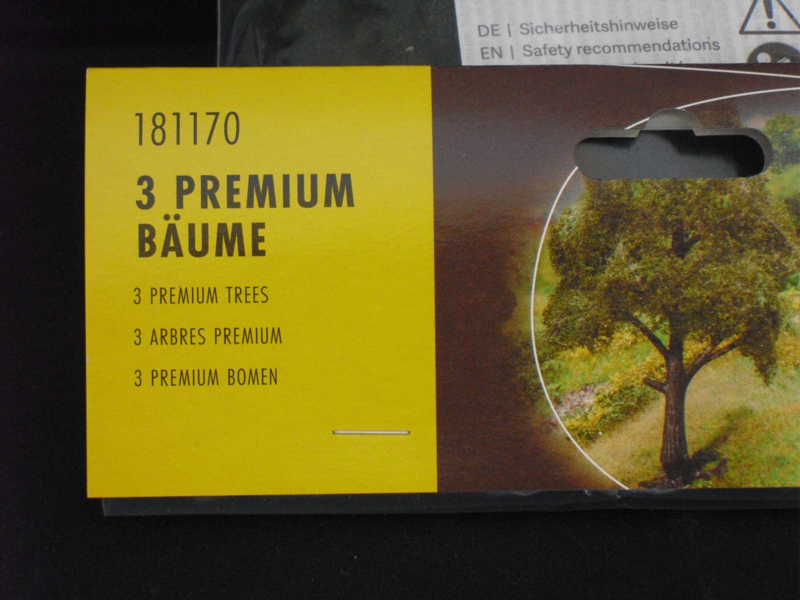 DE | Sicherheitshinweise
EN | Safety recommendations
181170
3 PREMIUM
BÄUME
3 PREMIUM TREES
3 ARBRES PREMIUM
3 PREMIUM BOMEN